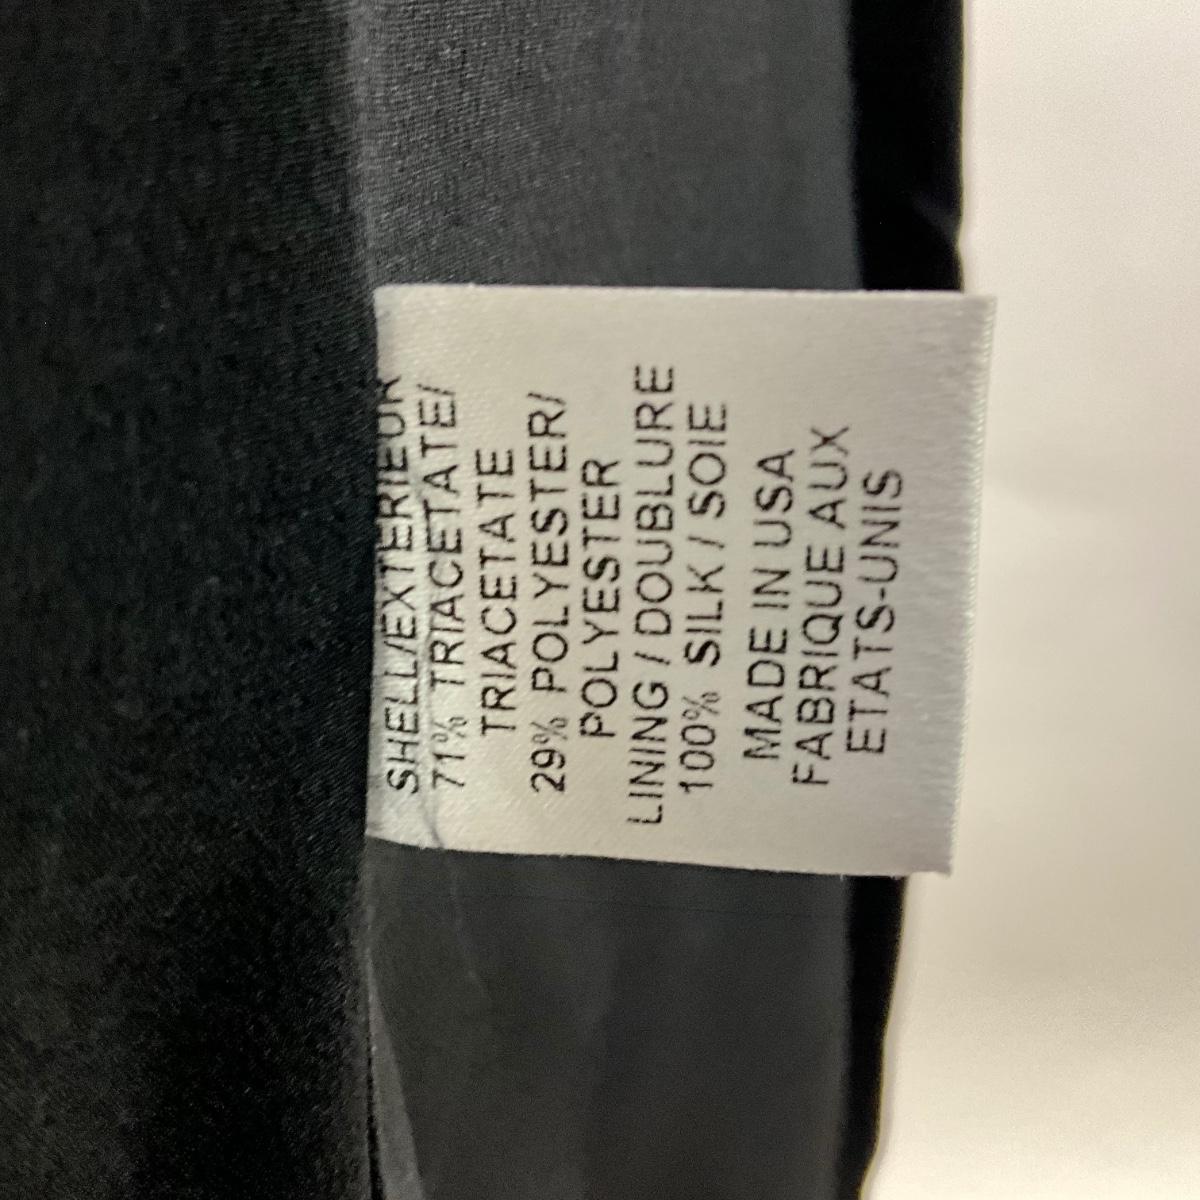 SHELL/EXTERIEUR
71% TRIACETATE/
TRIACETATE
29% POLYESTER/
POLYESTER
LINING / DOUBLURE
100% SILK / SOIE
MADE IN USA
FABRIQUE AUX
ETATS-UNIS